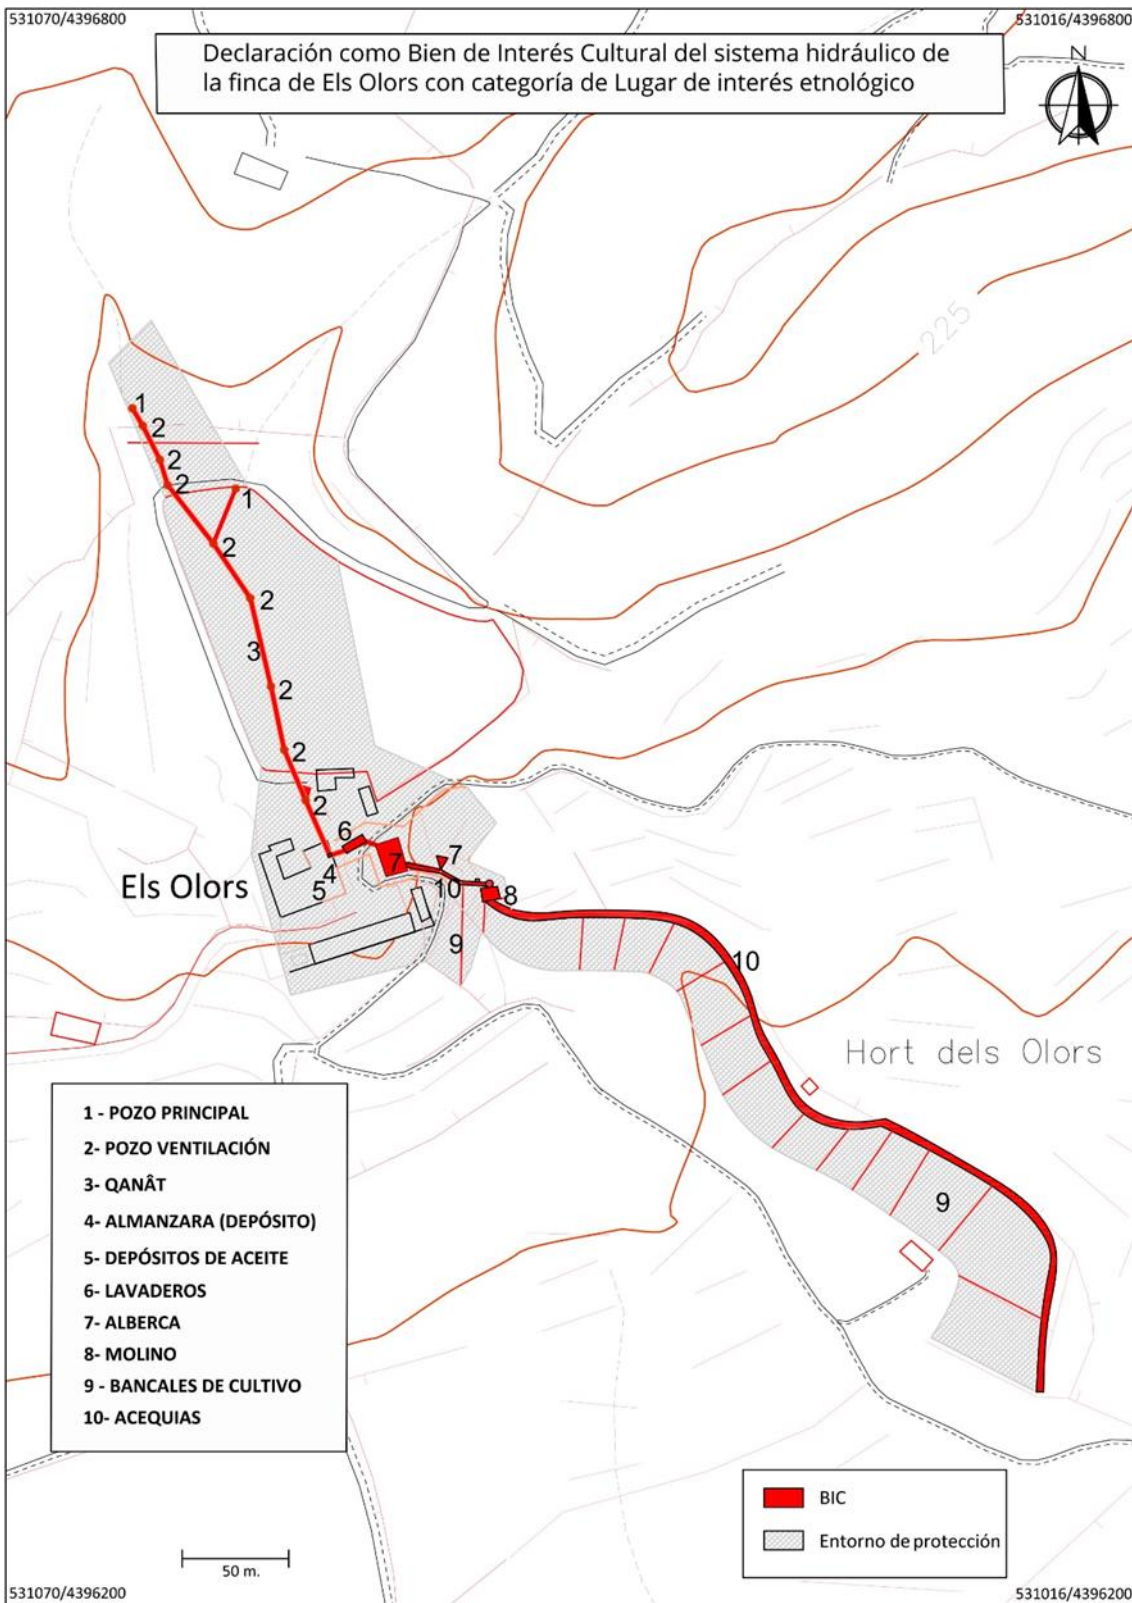 531070/4396800
531016/4396800
Declaración como Bien de Interés Cultural del sistema hidráulico de
la finca de Els Olors con categoría de Lugar de interés etnológico
N
225
1
2
2
2
1
2
2
3
2
2
2
6
7
7
4
5
10
8
Els Olors
9
10
Hort dels Olors
9
1 - POZO PRINCIPAL
2- POZO VENTILACIÓN
3- QANÂT
4- ALMANZARA (DEPÓSITO)
5- DEPÓSITOS DE ACEITE
6- LAVADEROS
7- ALBERCA
8- MOLINO
9 - BANCALES DE CULTIVO
10- ACEQUIAS
BIC
Entorno de protección
50 m.
531070/4396200
531016/4396200